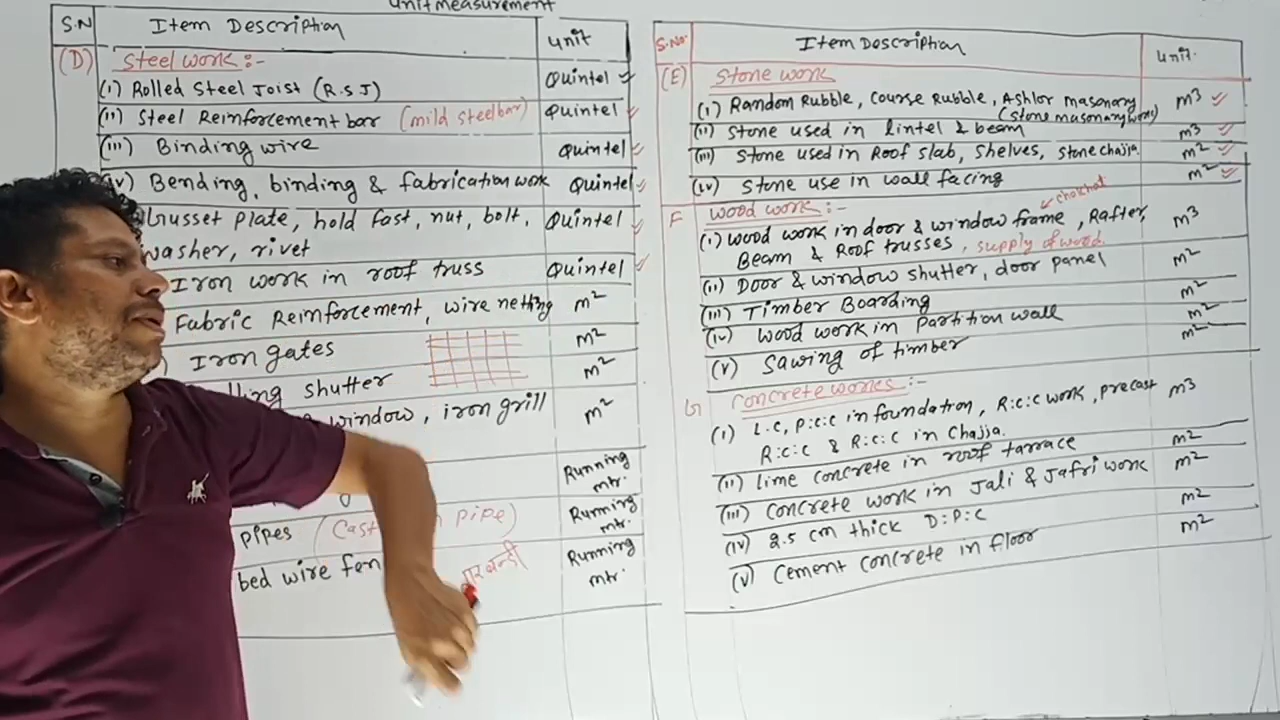 unit measurement
S.N Item Description unit
(D) Steel work:-
(i) Rolled Steel Joist (R.S.J) Quintel
(ii) Steel Reinforcement bar (mild steel bar) Quintel
(iii) Binding wire Quintel
(iv) Bending, binding & fabrication work Quintel
Gusset plate, hold fast, nut, bolt, Quintel
washer, rivet
Iron work in roof truss Quintel
Fabric Reinforcement, wire netting m²
Iron gates m²
lling shutter m²
window, iron grill m²
Running
mtr.
pipes (Cast pipe) Running
mtr.
bed wire fen Running
mtr.
S.No. Item Description unit.
(E) Stone work
(i) Random Rubble, Course Rubble, Ashlor masonary m³
(Stone masonary work)
(ii) Stone used in lintel & beam m³
(iii) Stone used in Roof slab, shelves, stone chajja m²
(iv) Stone use in wall facing m²
F wood work:-
chokhat
(i) wood work in door & window frame, Rafter, m³
Beam & Roof trusses, supply of wood
(ii) Door & window shutter, door panel m²
(iii) Timber Boarding m²
(iv) wood work in Partition wall m²
(v) Sawing of timber m²
G Concrete works:-
(i) L.C, P.C.C in foundation, R.C.C work, precast m³
R.C.C & R.C.C in Chajja
(ii) lime concrete in roof tarrace m²
(iii) Concrete work in Jali & Jafri work m²
(iv) 2.5 cm thick D.P.C m²
(v) Cement concrete in floor m²